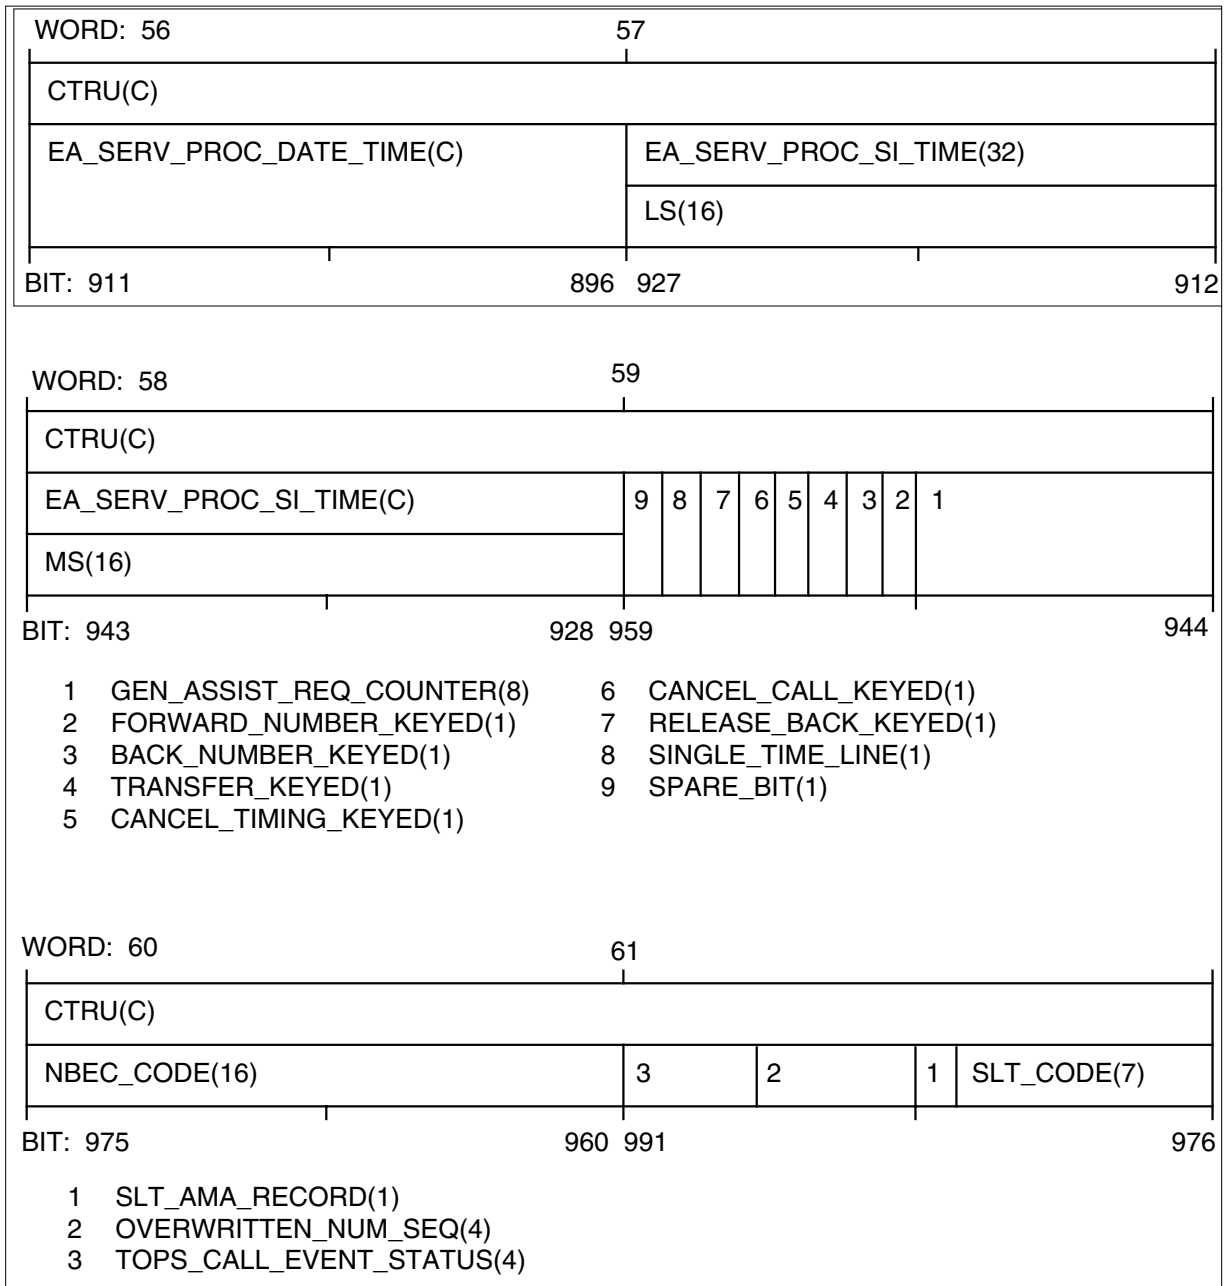 WORD: 56 57
CTRU(C)
EA_SERV_PROC_DATE_TIME(C) EA_SERV_PROC_SI_TIME(32)
LS(16)
BIT: 911 896 927 912
WORD: 58 59
CTRU(C)
EA_SERV_PROC_SI_TIME(C) 9 8 7 6 5 4 3 2 1
MS(16)
BIT: 943 928 959 944
1 GEN_ASSIST_REQ_COUNTER(8) 6 CANCEL_CALL_KEYED(1)
2 FORWARD_NUMBER_KEYED(1) 7 RELEASE_BACK_KEYED(1)
3 BACK_NUMBER_KEYED(1) 8 SINGLE_TIME_LINE(1)
4 TRANSFER_KEYED(1) 9 SPARE_BIT(1)
5 CANCEL_TIMING_KEYED(1)
WORD: 60 61
CTRU(C)
NBEC_CODE(16) 3 2 1 SLT_CODE(7)
BIT: 975 960 991 976
1 SLT_AMA_RECORD(1)
2 OVERWRITTEN_NUM_SEQ(4)
3 TOPS_CALL_EVENT_STATUS(4)